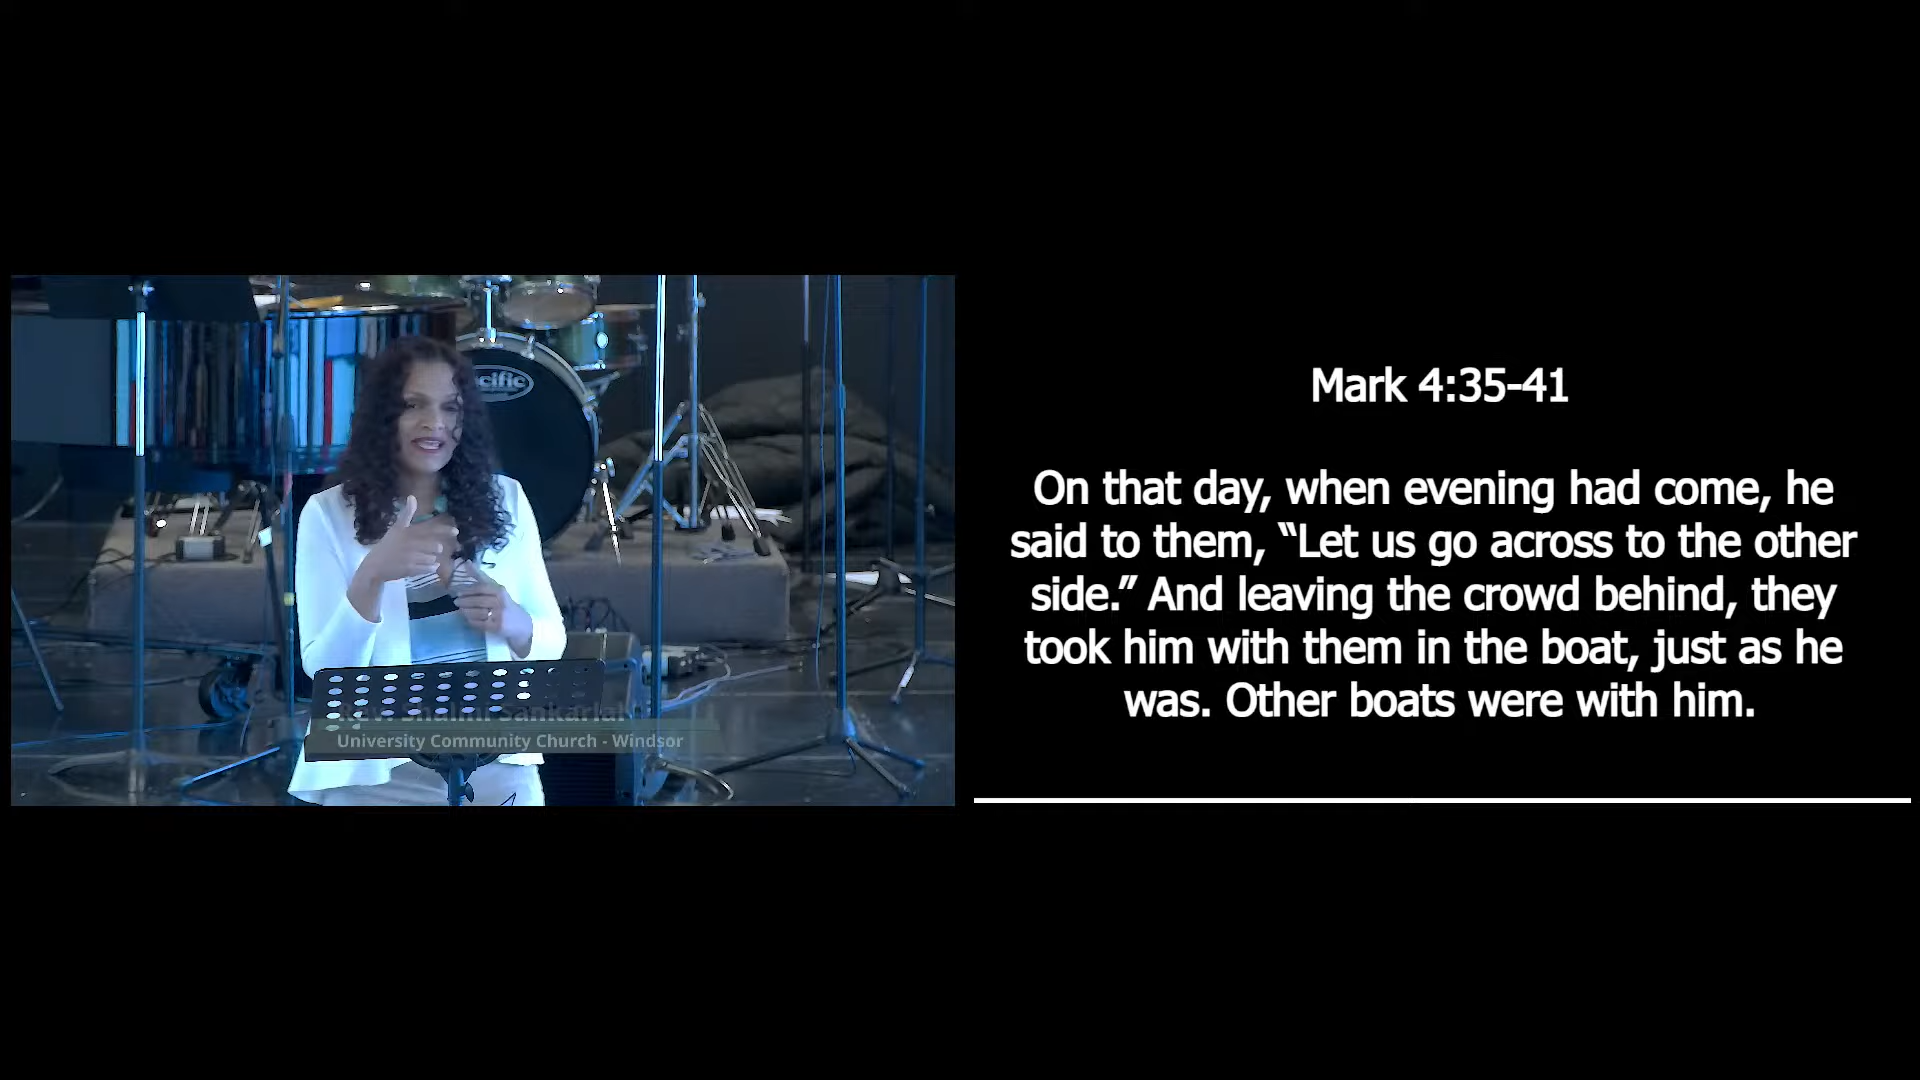 cific
University Community Church - Windsor
Mark 4:35-41
On that day, when evening had come, he
said to them, “Let us go across to the other
side.” And leaving the crowd behind, they
took him with them in the boat, just as he
was. Other boats were with him.